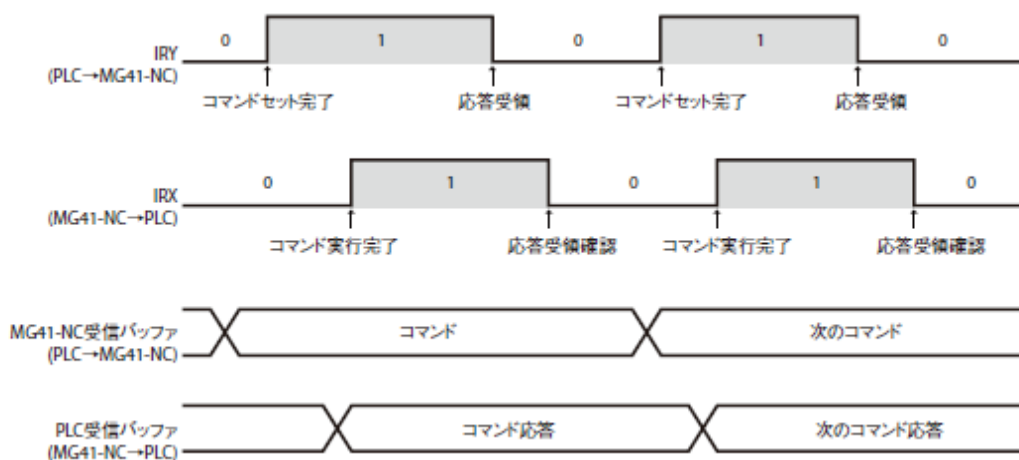 0 1 0 1 0
IRY
(PLC→MG41-NC)
コマンドセット完了 応答受領 コマンドセット完了 応答受領
0 1 0 1 0
IRX
(MG41-NC→PLC)
コマンド実行完了 応答受領確認 コマンド実行完了 応答受領確認
MG41-NC受信バッファ
(PLC→MG41-NC)
コマンド 次のコマンド
PLC受信バッファ
(MG41-NC→PLC)
コマンド応答 次のコマンド応答